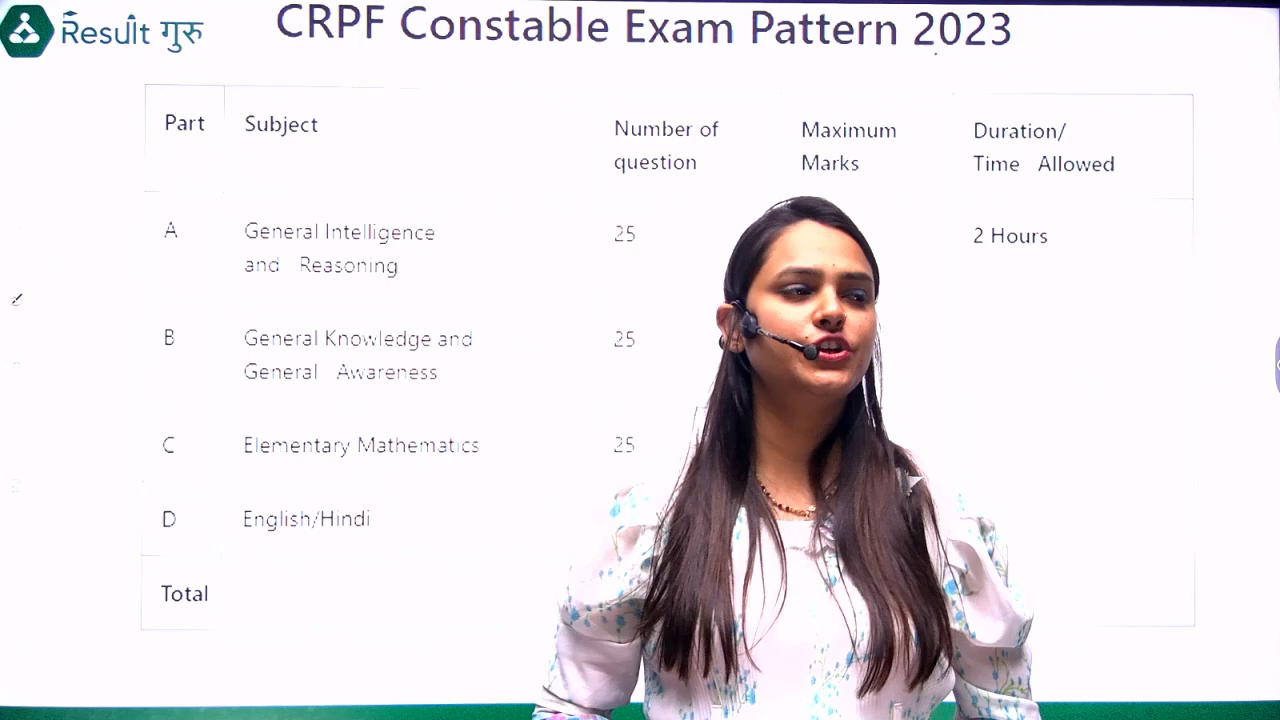 Result गुरु
CRPF Constable Exam Pattern 2023
Part
Subject
Number of
question
Maximum
Marks
Duration/
Time Allowed
A
General Intelligence
and Reasoning
25
2 Hours
B
General Knowledge and
General Awareness
25
C
Elementary Mathematics
25
D
English/Hindi
Total